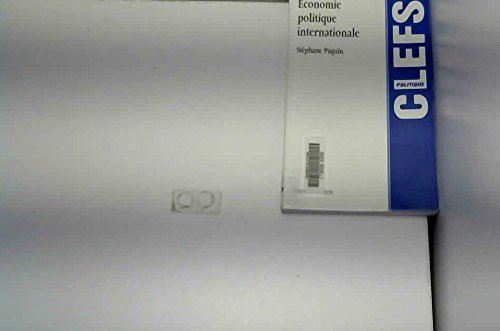 Économie
politique
internationale
Stéphane Paquin
CLEFS
POLITIQUE